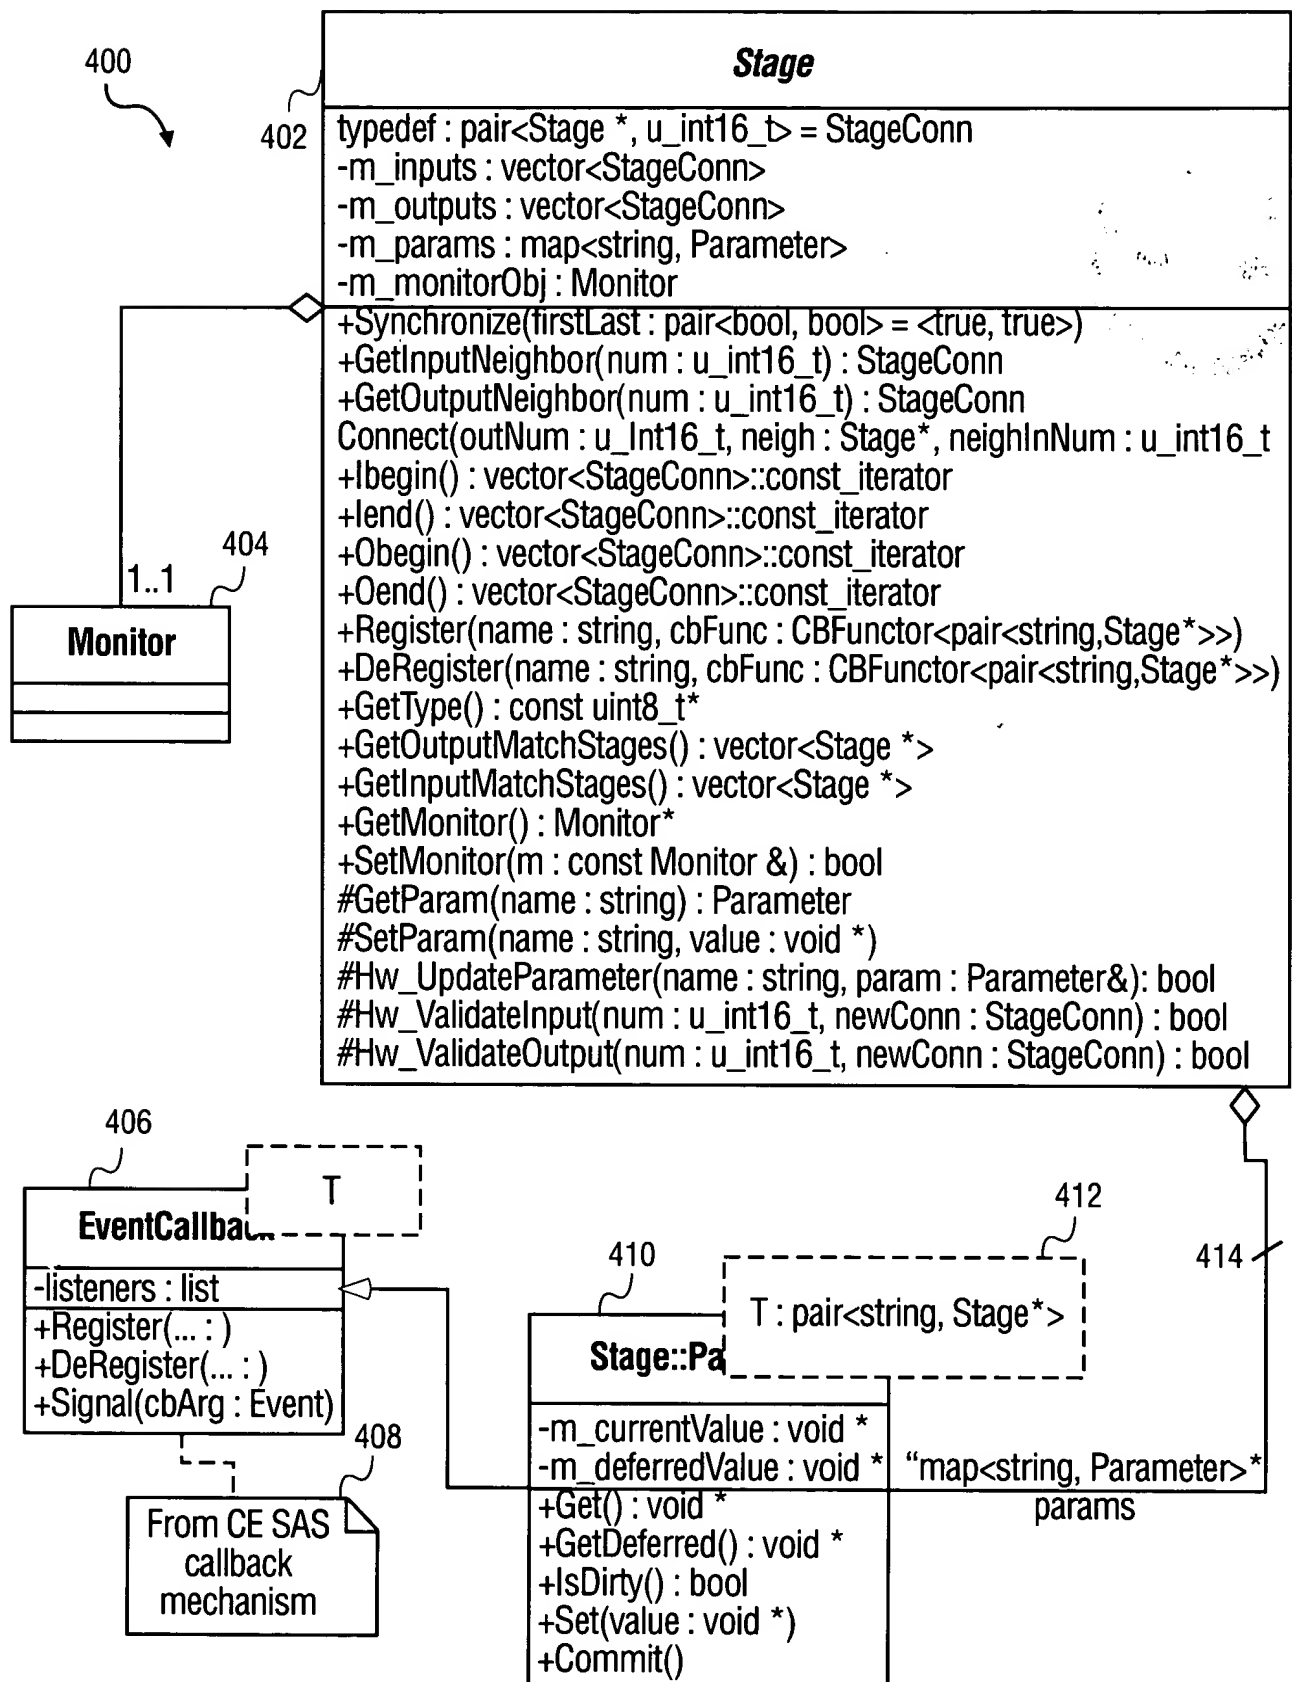 400
402
Stage
typedef : pair<Stage *, u_int16_t> = StageConn
-m_inputs : vector<StageConn>
-m_outputs : vector<StageConn>
-m_params : map<string, Parameter>
-m_monitorObj : Monitor
+Synchronize(firstLast : pair<bool, bool> = <true, true>)
+GetInputNeighbor(num : u_int16_t) : StageConn
+GetOutputNeighbor(num : u_int16_t) : StageConn
Connect(outNum : u_Int16_t, neigh : Stage*, neighInNum : u_int16_t
+Ibegin() : vector<StageConn>::const_iterator
+Iend() : vector<StageConn>::const_iterator
+Obegin() : vector<StageConn>::const_iterator
+Oend() : vector<StageConn>::const_iterator
+Register(name : string, cbFunc : CBFunctor<pair<string,Stage*>>)
+DeRegister(name : string, cbFunc : CBFunctor<pair<string,Stage*>>)
+GetType() : const uint8_t*
+GetOutputMatchStages() : vector<Stage *>
+GetInputMatchStages() : vector<Stage *>
+GetMonitor() : Monitor*
+SetMonitor(m : const Monitor &) : bool
#GetParam(name : string) : Parameter
#SetParam(name : string, value : void *)
#Hw_UpdateParameter(name : string, param : Parameter&): bool
#Hw_ValidateInput(num : u_int16_t, newConn : StageConn) : bool
#Hw_ValidateOutput(num : u_int16_t, newConn : StageConn) : bool
404
1..1
Monitor
406
T
EventCallback
-listeners : list
+Register(... : )
+DeRegister(... : )
+Signal(cbArg : Event)
408
From CE SAS
callback
mechanism
410
412
T : pair<string, Stage*>
Stage::Pa
-m_currentValue : void *
-m_deferredValue : void *
+Get() : void *
+GetDeferred() : void *
+IsDirty() : bool
+Set(value : void *)
+Commit()
414
“map<string, Parameter>*
params